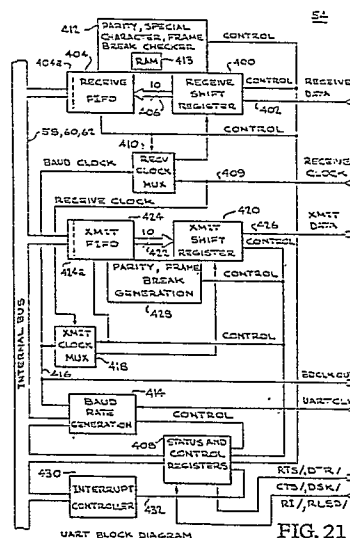 54
412
PARITY, SPECIAL
CHARACTER, FRAME
BREAK CHECKER
CONTROL
404
404a
RAM
413
400
RECEIVE
FIFO
10
406
RECEIVE
SHIFT
REGISTER
CONTROL
RECEIVE
DATA
402
58,60,62
CONTROL
410
BAUD CLOCK
RECV
CLOCK
MUX
409
RECEIVE
CLOCK
RECEIVE CLOCK
424
420
XMIT
DATA
XMIT
FIFO
10
422
XMIT
SHIFT
REGISTER
426
CONTROL
424a
PARITY, FRAME
BREAK
GENERATION
428
CONTROL
INTERNAL BUS
XMIT
CLOCK
MUX
418
CONTROL
416
414
BAUD
RATE
GENERATION
CONTROL
408
STATUS AND
CONTROL
REGISTERS
430
INTERRUPT
CONTROLLER
432
RTS/, DTR/
CTS/, DSR/
RI/, RLSD/
UART BLOCK DIAGRAM
FIG. 21